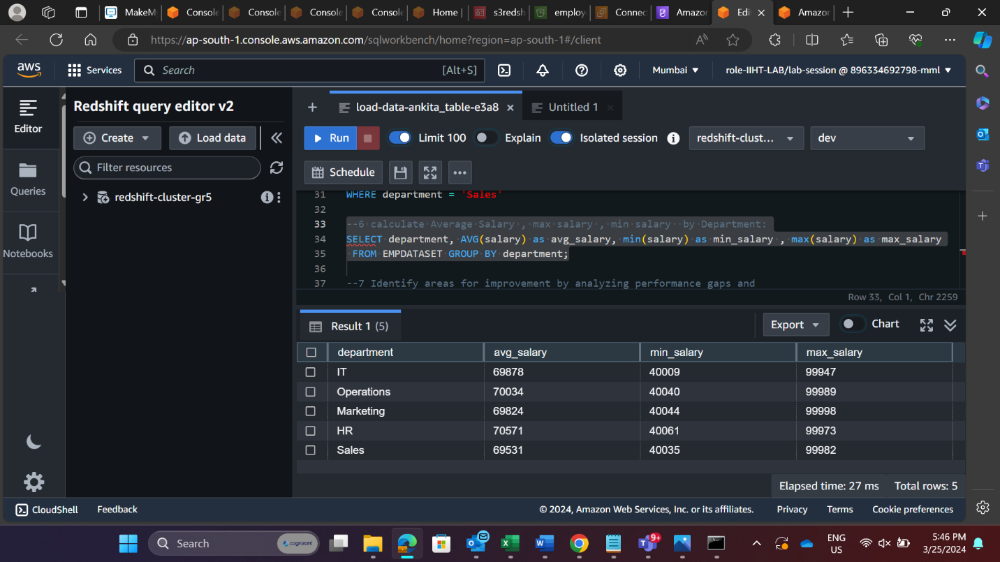 MakeM
Console
Console
Console
Console
Home |
s3redsh
employ
Connec
Amazon
Edi
Amazon
https://ap-south-1.console.aws.amazon.com/sqlworkbench/home?region=ap-south-1#/client
aws
Services
Search
[Alt+S]
Mumbai
role-IIHT-LAB/lab-session @ 896334692798-mml
Editor
Queries
Notebooks
Redshift query editor v2
Create
Load data
Filter resources
redshift-cluster-gr5
load-data-ankita_table-e3a8
Untitled 1
Run
Limit 100
Explain
Isolated session
redshift-clust...
dev
Schedule
31 WHERE department = 'Sales'
32
33 --6 calculate Average Salary , max salary , min salary  by Department:
34 SELECT department, AVG(salary) as avg_salary, min(salary) as min_salary , max(salary) as max_salary
35 FROM EMPDATASET GROUP BY department;
36
37 --7 Identify areas for improvement by analyzing performance gaps and
Row 33, Col 1, Chr 2259
Result 1 (5)
Export
Chart
department avg_salary min_salary max_salary
IT 69878 40009 99947
Operations 70034 40040 99989
Marketing 69824 40044 99998
HR 70571 40061 99973
Sales 69531 40035 99982
Elapsed time: 27 ms Total rows: 5
CloudShell
Feedback
© 2024, Amazon Web Services, Inc. or its affiliates.
Privacy
Terms
Cookie preferences
Search
cognizant
9+
ENG
US
5:46 PM
3/25/2024